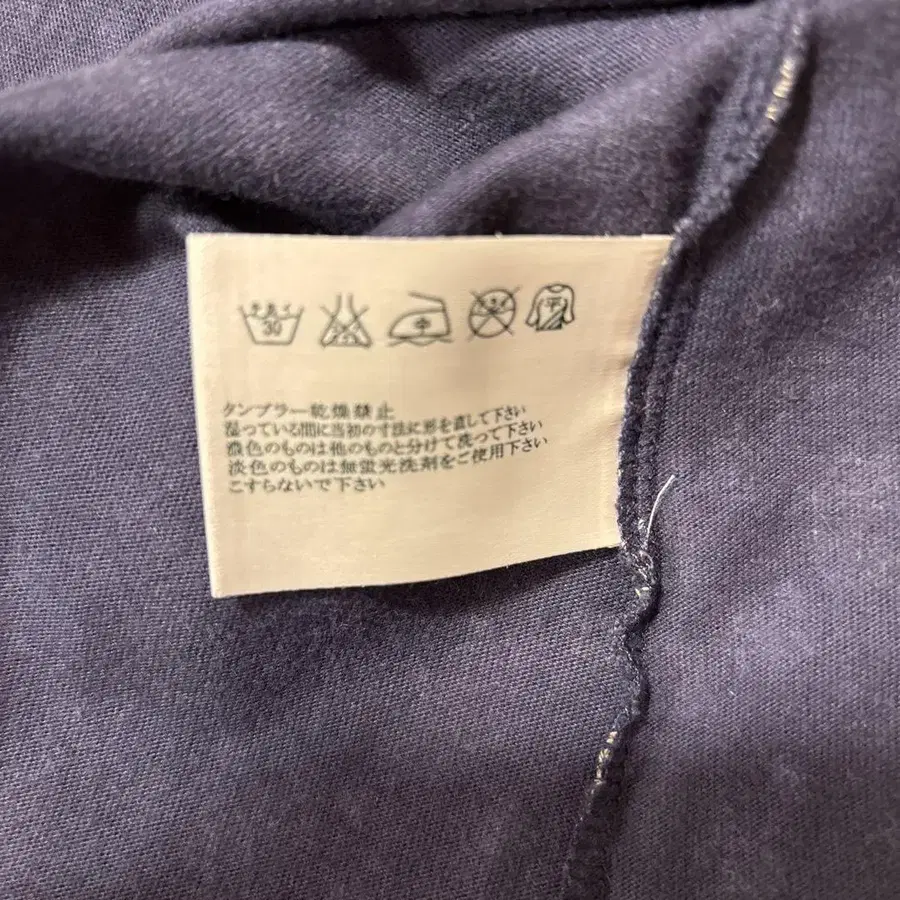 30
中
タンブラー乾燥禁止
湿っている間に当初の寸法に形を直して下さい
濃色のものは他のものと分けて洗って下さい
淡色のものは無蛍光洗剤をご使用下さい
こすらないで下さい